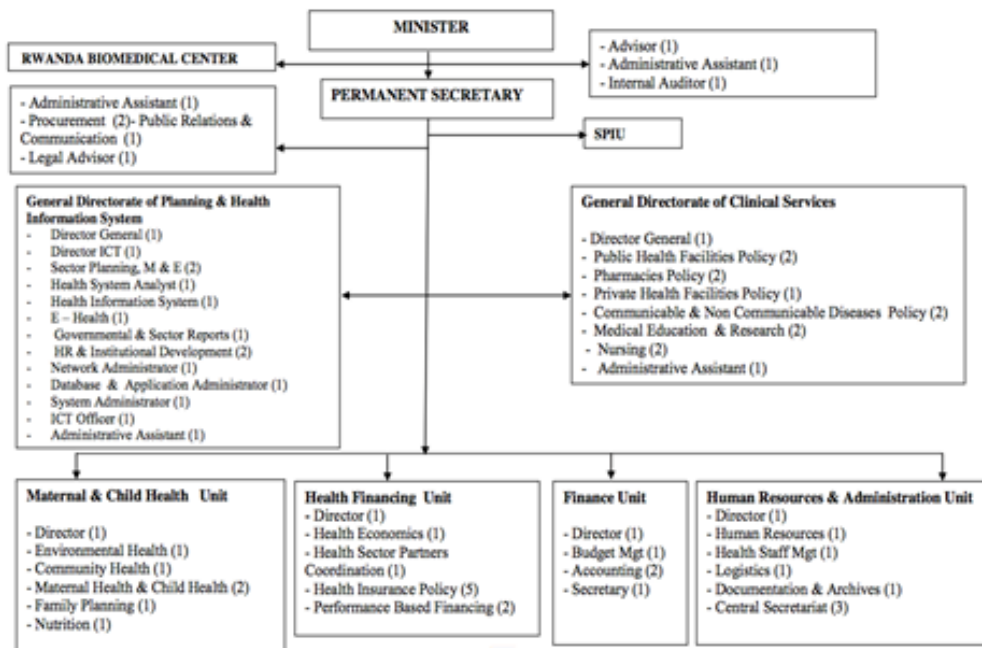 MINISTER
RWANDA BIOMEDICAL CENTER
- Advisor (1)
- Administrative Assistant (1)
- Internal Auditor (1)
PERMANENT SECRETARY
- Administrative Assistant (1)
- Procurement (2)- Public Relations &
Communication (1)
- Legal Advisor (1)
SPIU
General Directorate of Planning & Health
Information System
- Director General (1)
- Director ICT (1)
- Sector Planning, M & E (2)
- Health System Analyst (1)
- Health Information System (1)
- E – Health (1)
- Governmental & Sector Reports (1)
- HR & Institutional Development (2)
- Network Administrator (1)
- Database & Application Administrator (1)
- System Administrator (1)
- ICT Officer (1)
- Administrative Assistant (1)
General Directorate of Clinical Services
- Director General (1)
- Public Health Facilities Policy (2)
- Pharmacies Policy (2)
- Private Health Facilities Policy (1)
- Communicable & Non Communicable Diseases Policy (2)
- Medical Education & Research (2)
- Nursing (2)
- Administrative Assistant (1)
Maternal & Child Health Unit
- Director (1)
- Environmental Health (1)
- Community Health (1)
- Maternal Health & Child Health (2)
- Family Planning (1)
- Nutrition (1)
Health Financing Unit
- Director (1)
- Health Economics (1)
- Health Sector Partners
Coordination (1)
- Health Insurance Policy (5)
- Performance Based Financing (2)
Finance Unit
- Director (1)
- Budget Mgt (1)
- Accounting (2)
- Secretary (1)
Human Resources & Administration Unit
- Director (1)
- Human Resources (1)
- Health Staff Mgt (1)
- Logistics (1)
- Documentation & Archives (1)
- Central Secretariat (3)